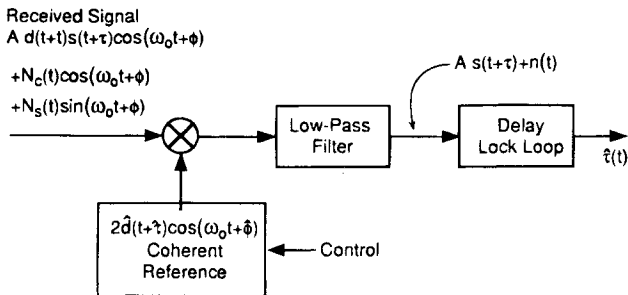 Received Signal
A d(t+t)s(t+τ)cos(ω₀t+ϕ)
+N_c(t)cos(ω₀t+ϕ)
+N_s(t)sin(ω₀t+ϕ)
A s(t+τ)+n(t)
Low-Pass
Filter
Delay
Lock Loop
τ̂(t)
2d̂(t+τ̂)cos(ω₀t+ϕ̂)
Coherent
Reference
Control